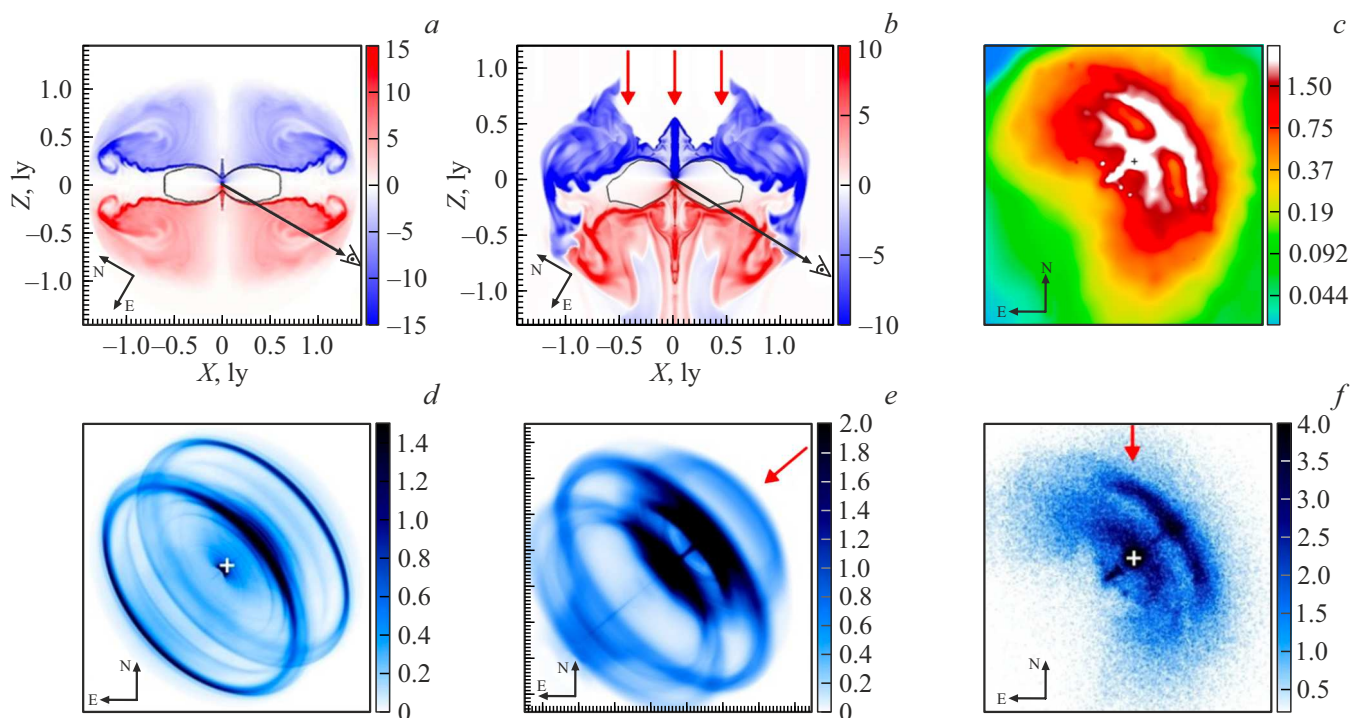 a
Z, ly
1.0
0.5
0
–0.5
–1.0
–1.0 –0.5 0 0.5 1.0
X, ly
N
E
15
10
5
0
–5
–10
–15
b
Z, ly
1.0
0.5
0
–0.5
–1.0
–1.0 –0.5 0 0.5 1.0
X, ly
N
E
10
5
0
–5
–10
c
N
E
1.50
0.75
0.37
0.19
0.092
0.044
d
N
E
1.4
1.2
1.0
0.8
0.6
0.4
0.2
0
e
N
E
2.0
1.8
1.6
1.4
1.2
1.0
0.8
0.6
0.4
0.2
0
f
N
E
4.0
3.5
3.0
2.5
2.0
1.5
1.0
0.5